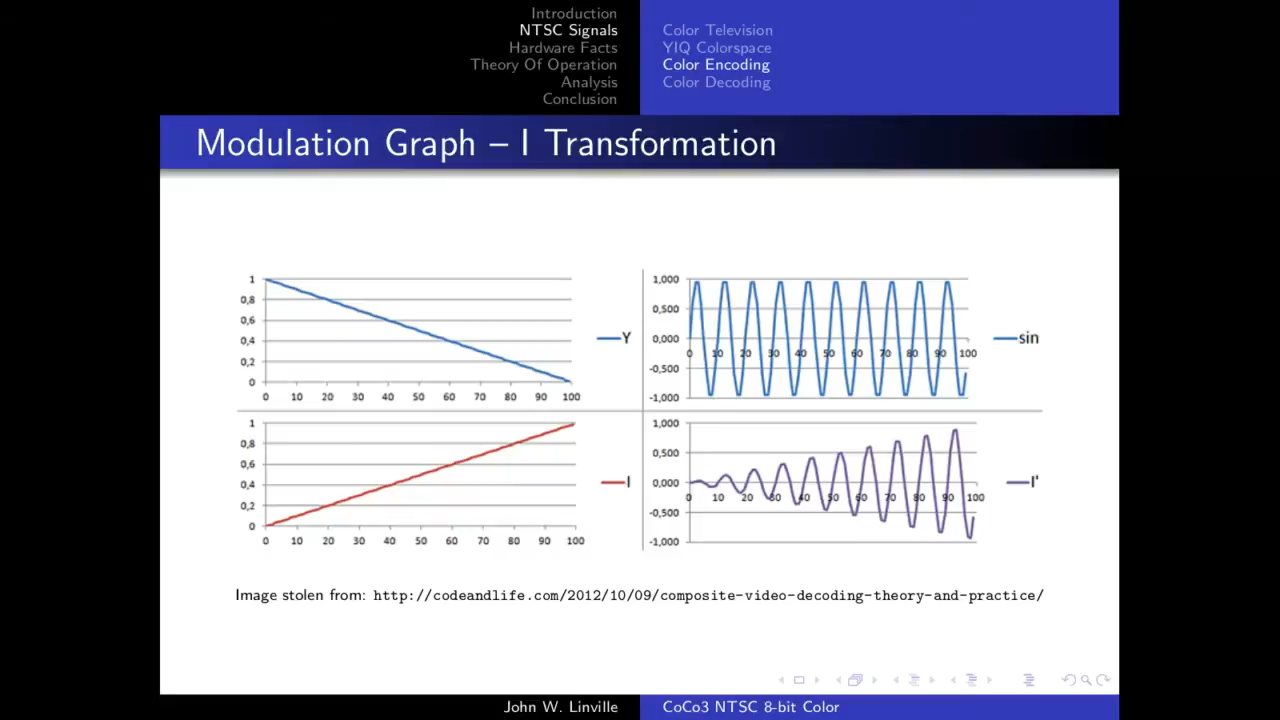 Introduction
NTSC Signals
Hardware Facts
Theory Of Operation
Analysis
Conclusion
Color Television
YIQ Colorspace
Color Encoding
Color Decoding
Modulation Graph – I Transformation
1
0,8
0,6
0,4
0,2
0
0 10 20 30 40 50 60 70 80 90 100
Y
1,000
0,500
0,000
-0,500
-1,000
0 10 20 30 40 50 60 70 80 90 100
sin
1
0,8
0,6
0,4
0,2
0
0 10 20 30 40 50 60 70 80 90 100
I
1,000
0,500
0,000
-0,500
-1,000
0 10 20 30 40 50 60 70 80 90 100
I'
Image stolen from: http://codeandlife.com/2012/10/09/composite-video-decoding-theory-and-practice/
John W. Linville
CoCo3 NTSC 8-bit Color